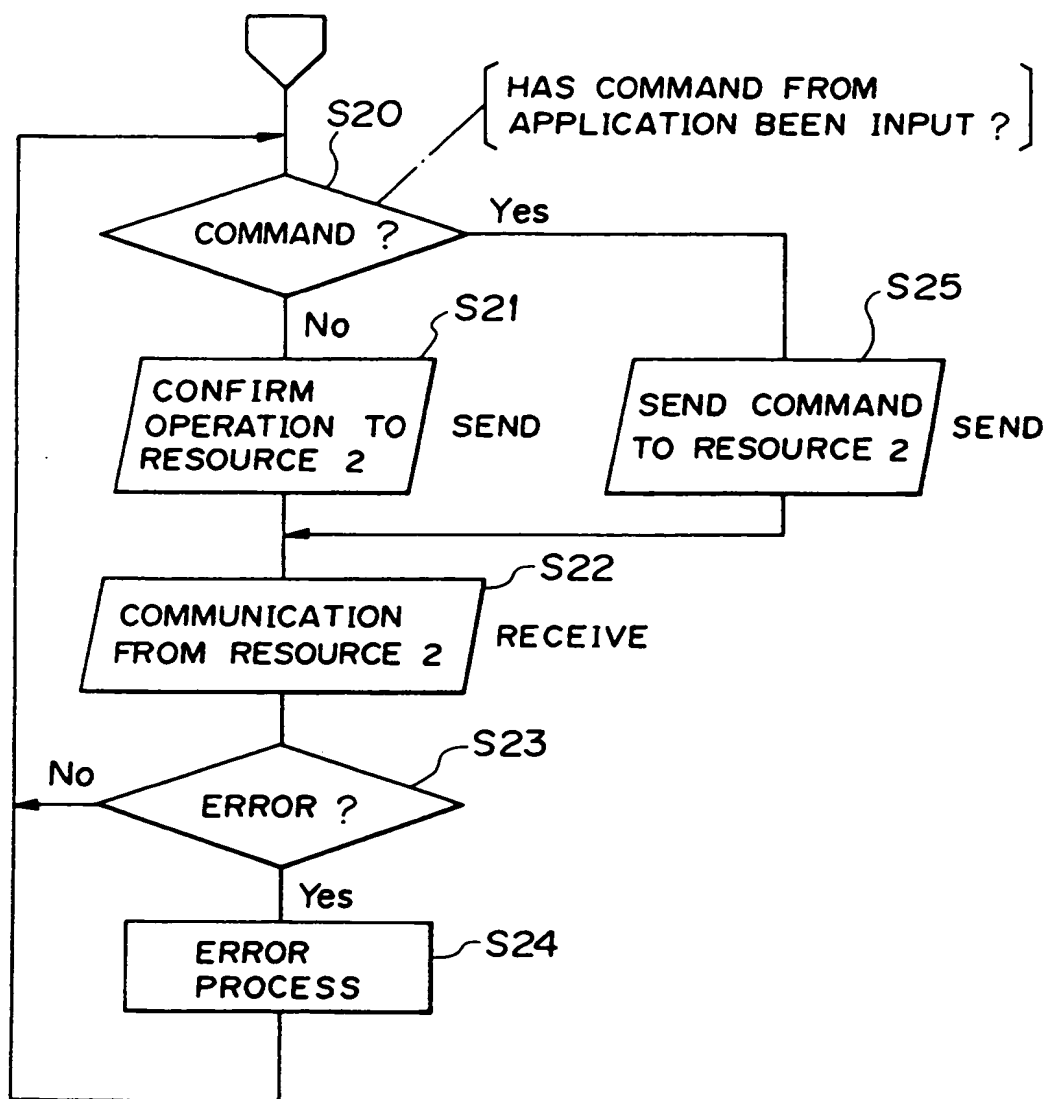 HAS COMMAND FROM
APPLICATION BEEN INPUT ?
S20
COMMAND ?
Yes
No
S21
CONFIRM
OPERATION TO
RESOURCE 2
SEND
S25
SEND COMMAND
TO RESOURCE 2
SEND
S22
COMMUNICATION
FROM RESOURCE 2
RECEIVE
S23
ERROR ?
No
Yes
S24
ERROR
PROCESS